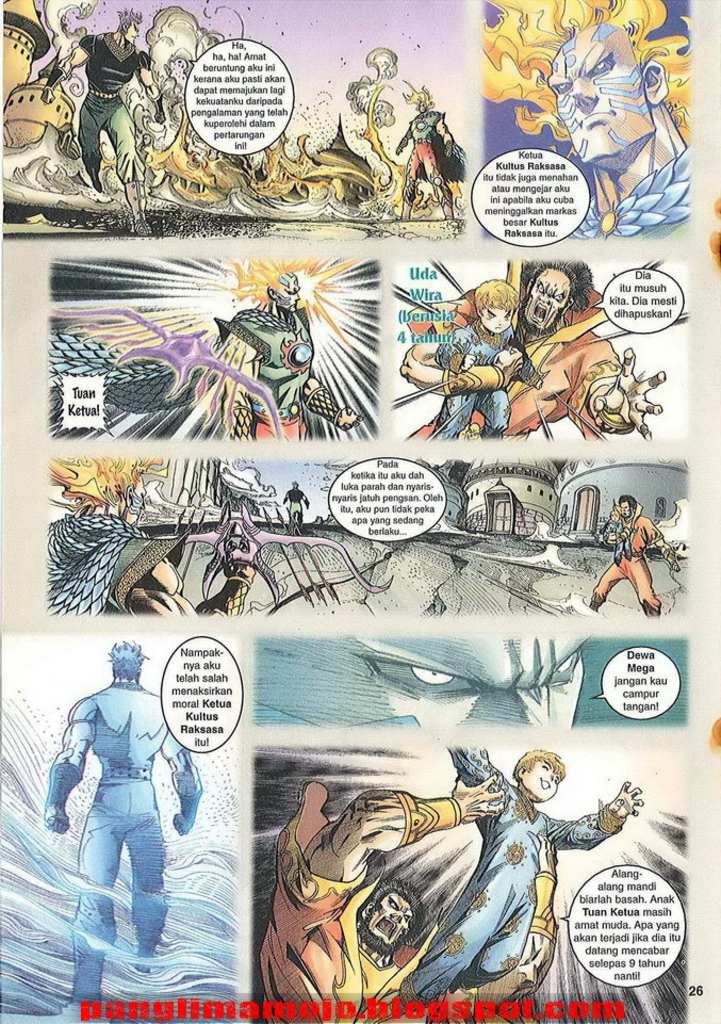 Ha,
ha, ha! Amat
beruntung aku ini
kerana aku pasti akan
dapat memajukan lagi
kekuatanku daripada
pengalaman yang telah
kuperolehi dalam
pertarungan
ini!
Ketua
Kultus Raksasa
itu tidak juga menahan
atau mengejar aku
ini apabila aku cuba
meninggalkan markas
besar Kultus
Raksasa itu.
Tuan
Ketua!
Uda
Wira
(berusia
4 tahun)
Dia
itu musuh
kita. Dia mesti
dihapuskan!
Pada
ketika itu aku dah
luka parah dan nyaris-
nyaris jatuh pengsan. Oleh
itu, aku pun tidak peka
apa yang sedang
berlaku...
Nampak-
nya aku
telah salah
menaksirkan
moral Ketua
Kultus
Raksasa
itu!
Dewa
Mega
jangan kau
campur
tangan!
Alang-
alang mandi
biarlah basah. Anak
Tuan Ketua masih
amat muda. Apa yang
akan terjadi jika dia itu
datang mencabar
selepas 9 tahun
nanti!
26
panglimamojo.blogspot.com